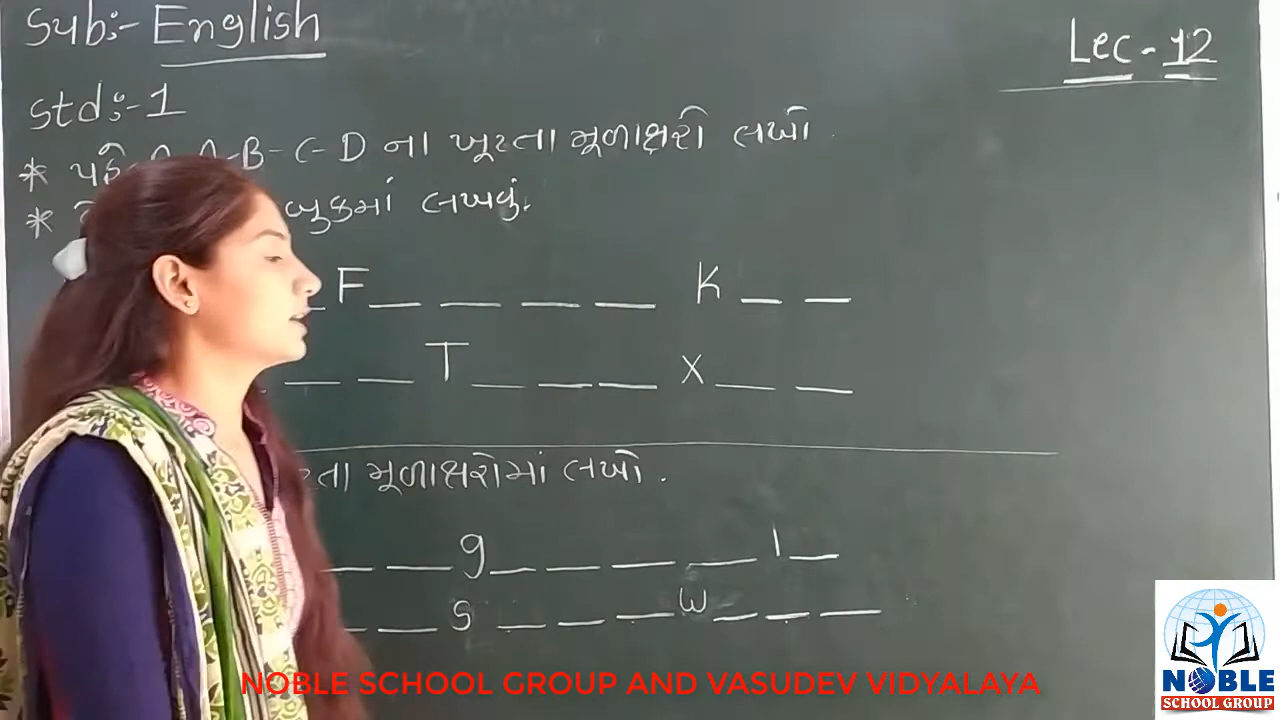 Sub:- English
Lec - 12
Std:- 1
* A-B-C-D ના ખૂટતા મૂળાક્ષરો લખો.
* બુકમાં લખવું.
_ F _ _ _ _ K _ _
_ _ T _ _ _ X _ _
મૂળાક્ષરોમાં લખો.
_ _ g _ _ _ _ l _
_ _ s _ _ _ w _ _ _
NOBLE SCHOOL GROUP AND VASUDEV VIDYALAYA
NOBLE
SCHOOL GROUP